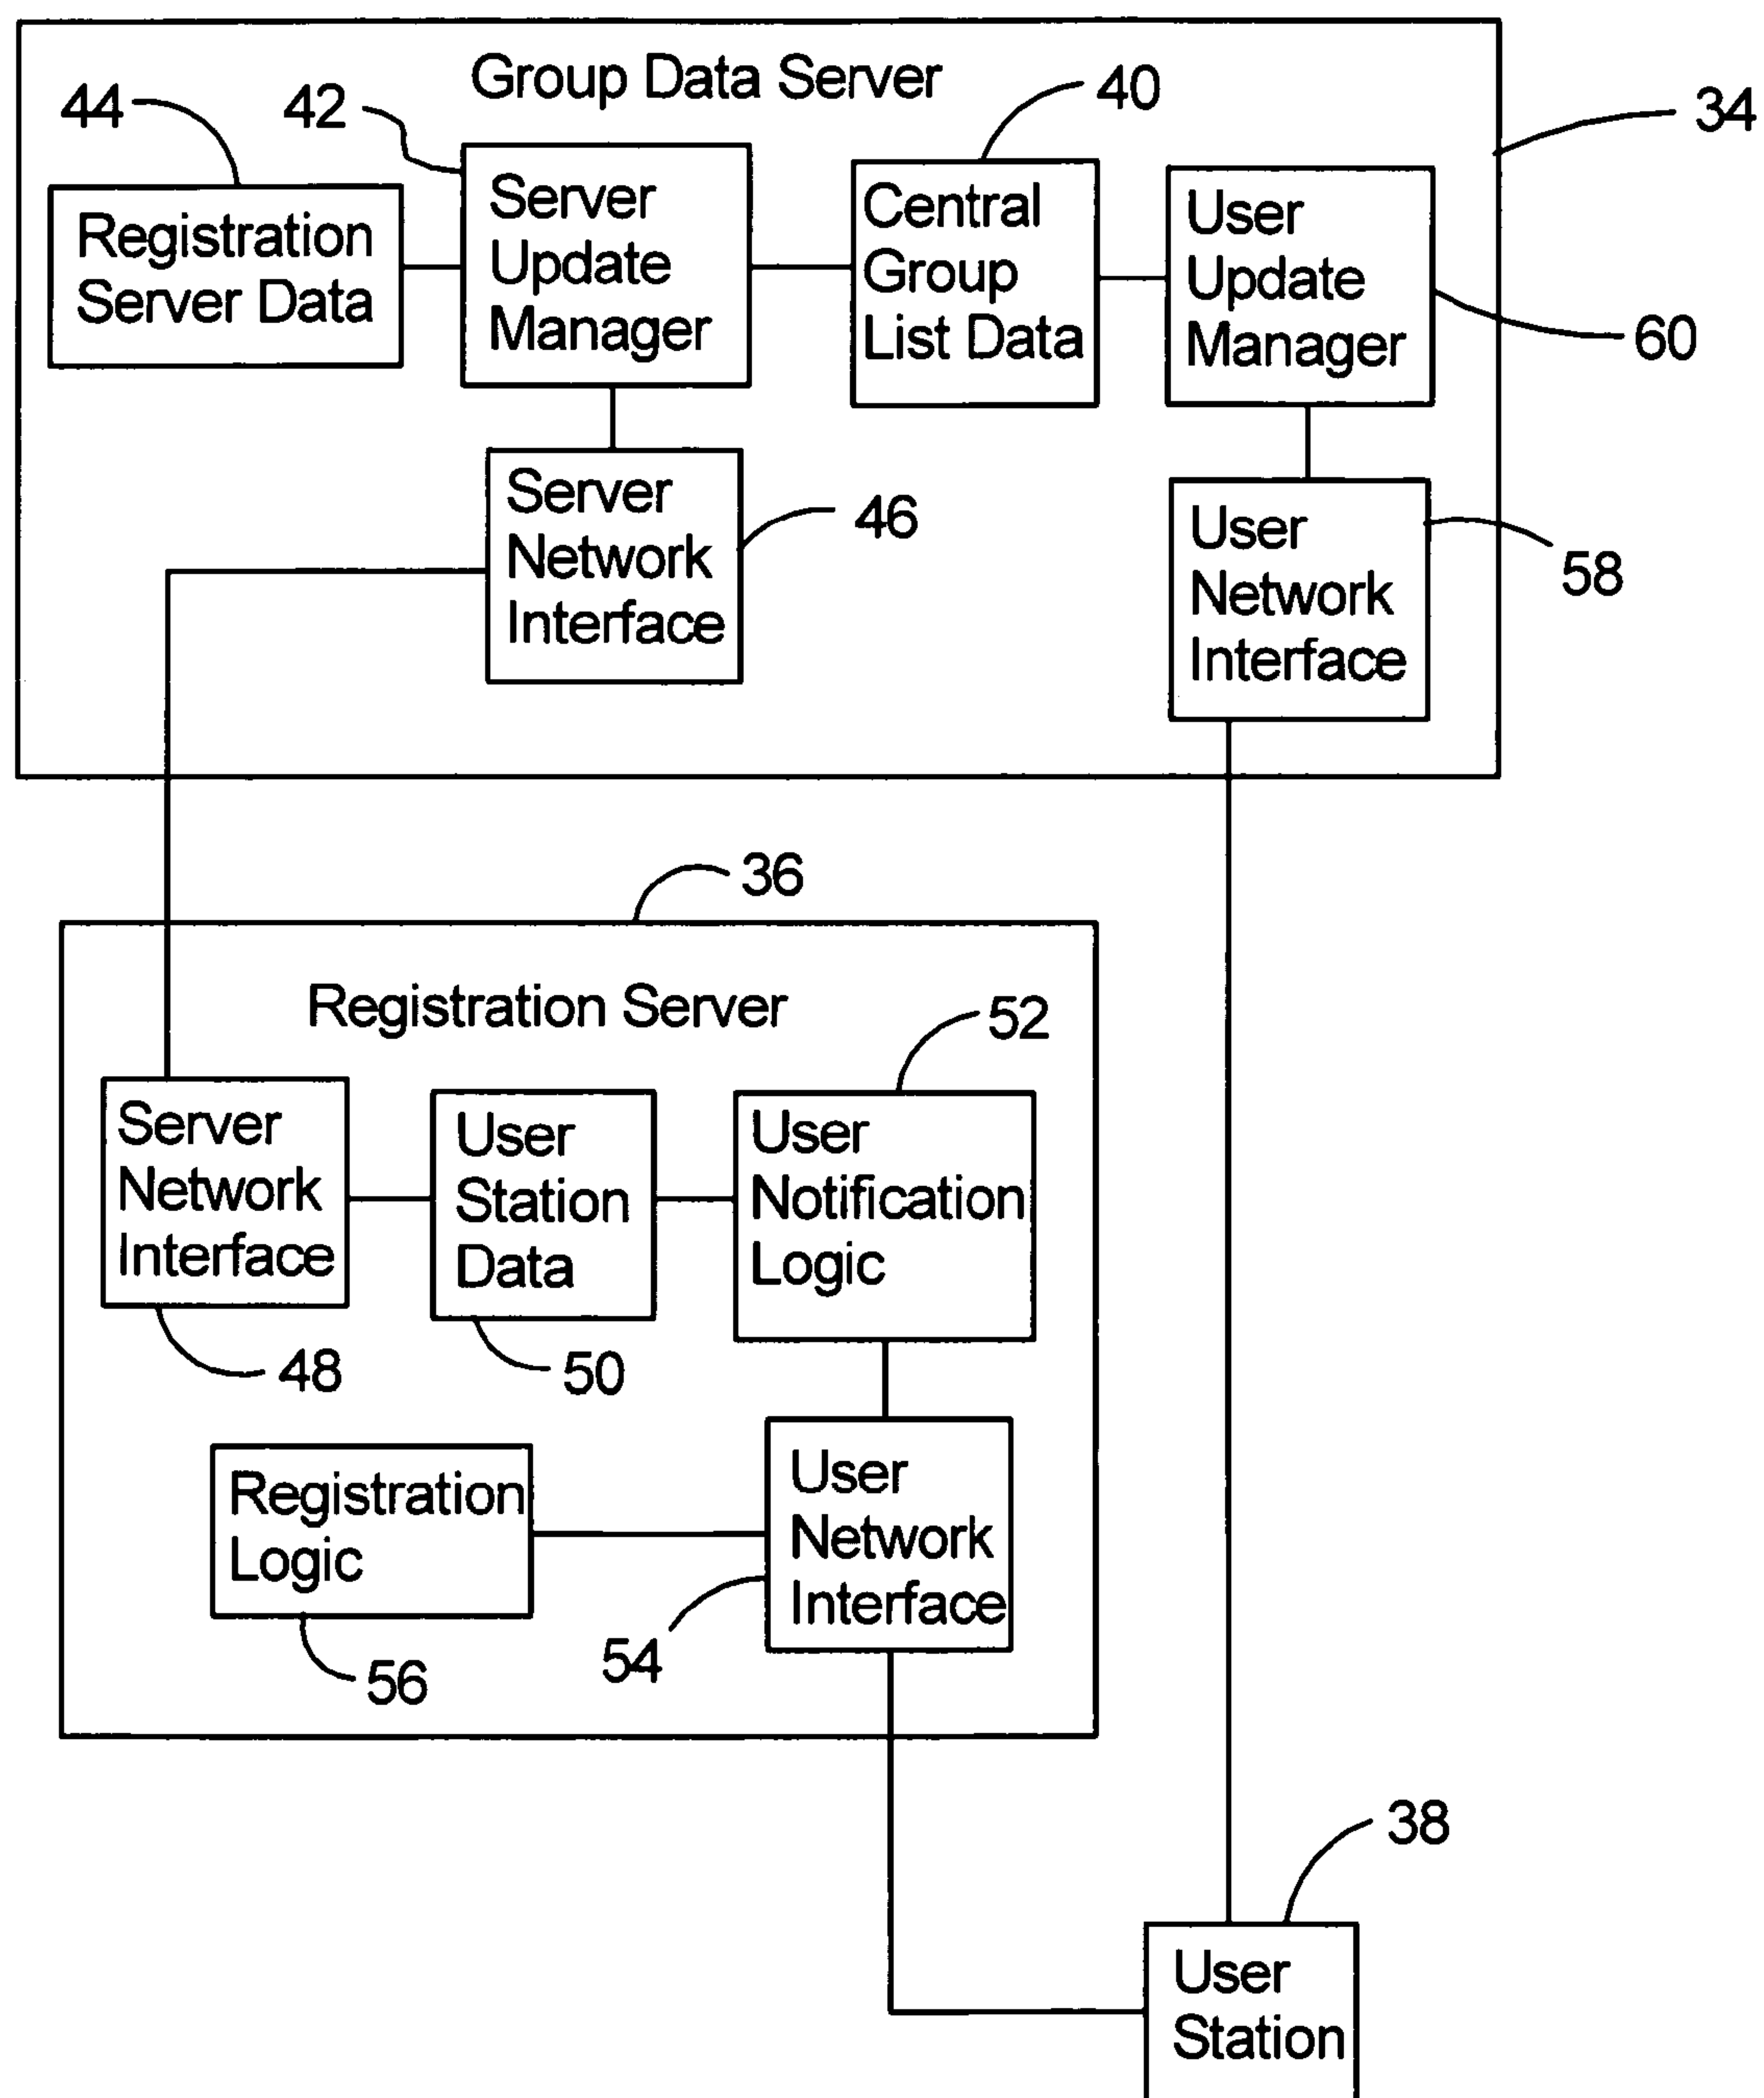 Group Data Server
44
42
40
34
Registration
Server Data
Server
Update
Manager
Central
Group
List Data
User
Update
Manager
60
Server
Network
Interface
46
User
Network
Interface
58
36
Registration Server
52
Server
Network
Interface
User
Station
Data
User
Notification
Logic
48
50
Registration
Logic
User
Network
Interface
56
54
38
User
Station